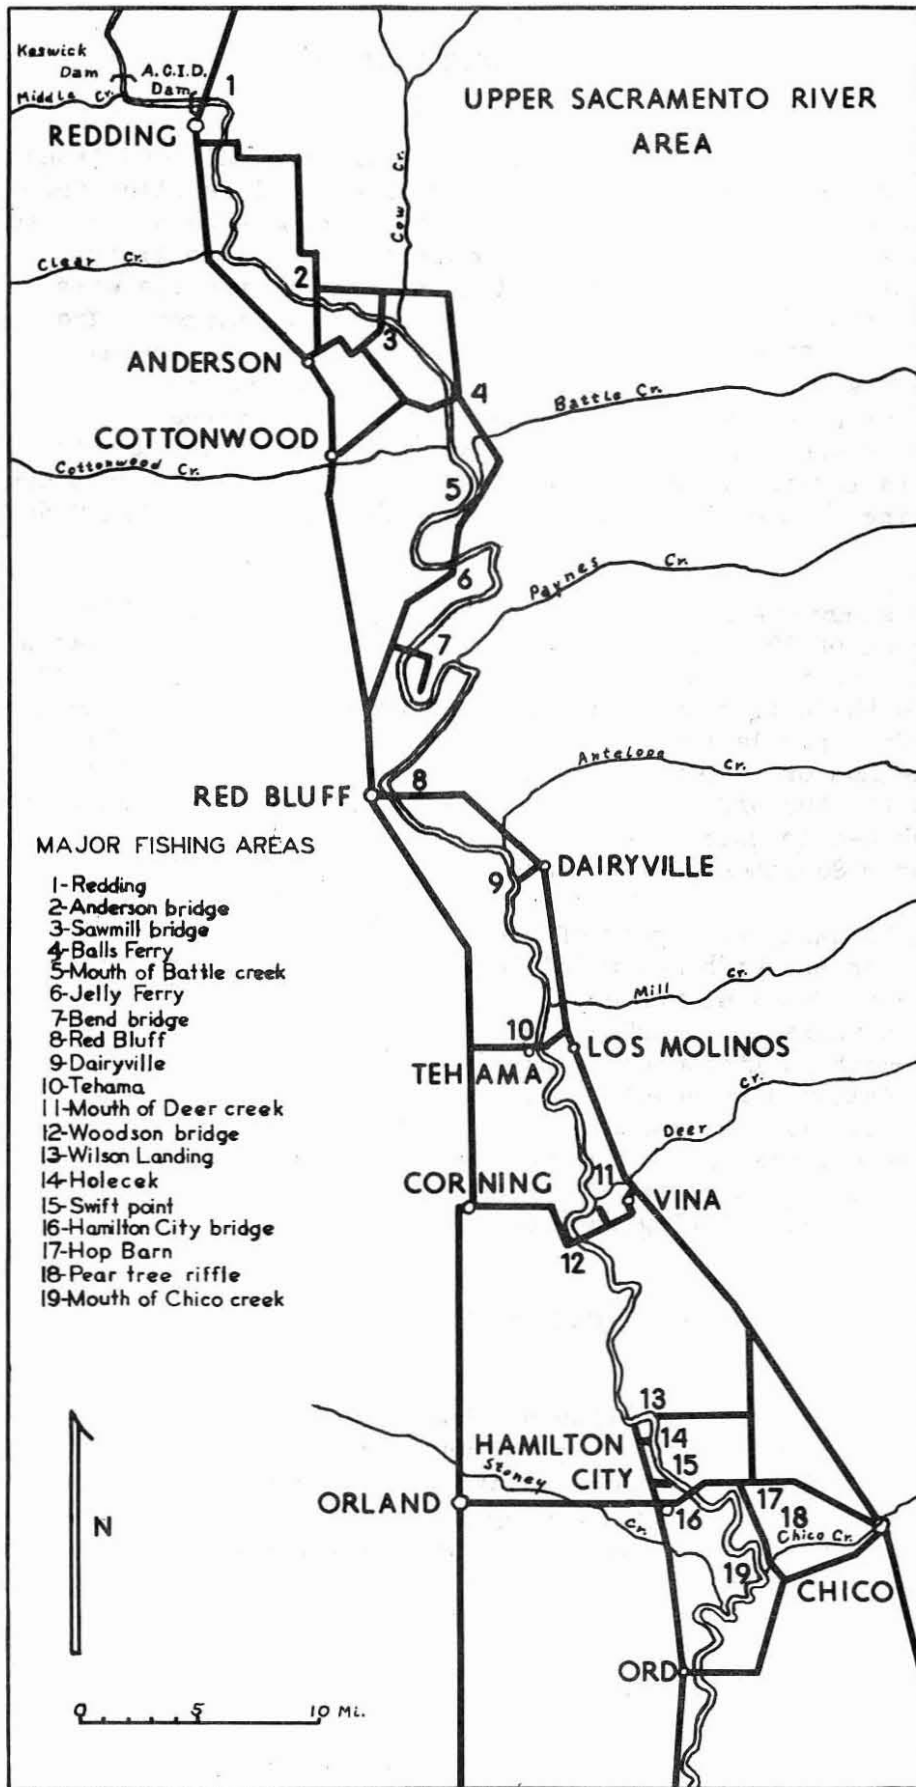 UPPER SACRAMENTO RIVER
AREA
Keswick
Dam
A.C.I.D.
Dam
Middle Cr.
1
REDDING
Cow Cr.
Clear Cr.
2
3
ANDERSON
4
Battle Cr.
COTTONWOOD
Cottonwood Cr.
5
6
Paynes Cr.
7
Antelope Cr.
8
RED BLUFF
MAJOR FISHING AREAS
1-Redding
2-Anderson bridge
3-Sawmill bridge
4-Balls Ferry
5-Mouth of Battle creek
6-Jelly Ferry
7-Bend bridge
8-Red Bluff
9-Dairyville
10-Tehama
11-Mouth of Deer creek
12-Woodson bridge
13-Wilson Landing
14-Holecek
15-Swift point
16-Hamilton City bridge
17-Hop Barn
18-Pear tree riffle
19-Mouth of Chico creek
9
DAIRYVILLE
Mill Cr.
10
LOS MOLINOS
TEHAMA
Deer Cr.
11
CORNING
VINA
12
13
HAMILTON
CITY
14
15
Stoney Cr.
ORLAND
16
17
18
Chico Cr.
19
CHICO
N
ORD
0 5 10 Mi.